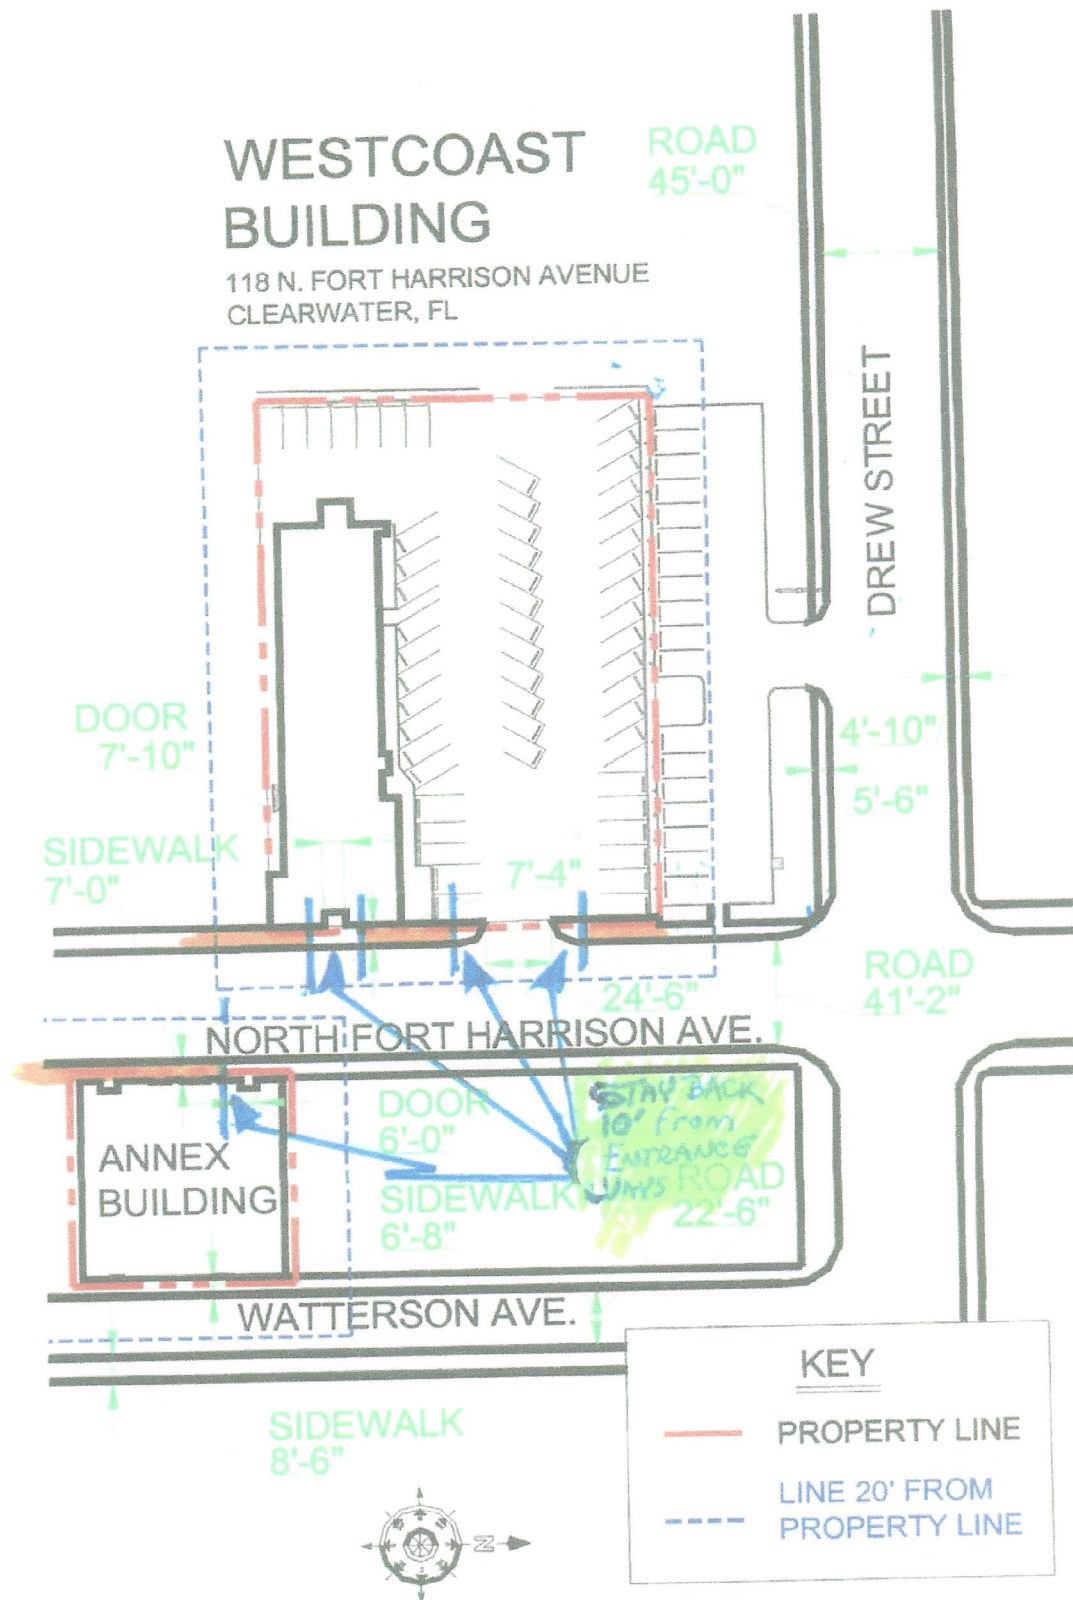 WESTCOAST
BUILDING
118 N. FORT HARRISON AVENUE
CLEARWATER, FL
ROAD
45'-0"
DREW STREET
DOOR
7'-10"
4'-10"
5'-6"
SIDEWALK
7'-0"
7'-4"
ROAD
41'-2"
24'-6"
NORTH FORT HARRISON AVE.
STAY BACK
10' from
ENTRANCE
WAYS
DOOR
6'-0"
ANNEX
BUILDING
SIDEWALK
6'-8"
ROAD
22'-6"
WATTERSON AVE.
SIDEWALK
8'-6"
KEY
PROPERTY LINE
LINE 20' FROM
PROPERTY LINE
N